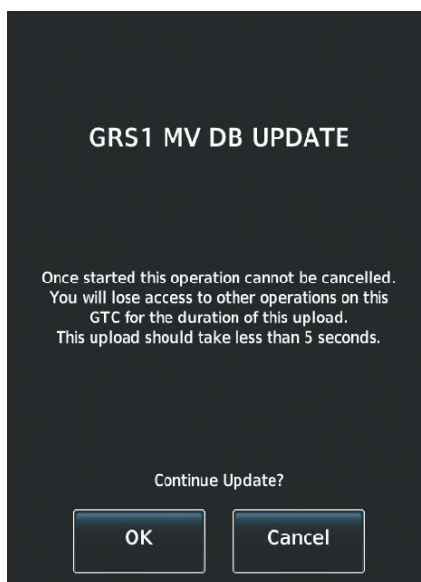 GRS1 MV DB UPDATE
Once started this operation cannot be cancelled.
You will lose access to other operations on this
GTC for the duration of this upload.
This upload should take less than 5 seconds.
Continue Update?
OK
Cancel